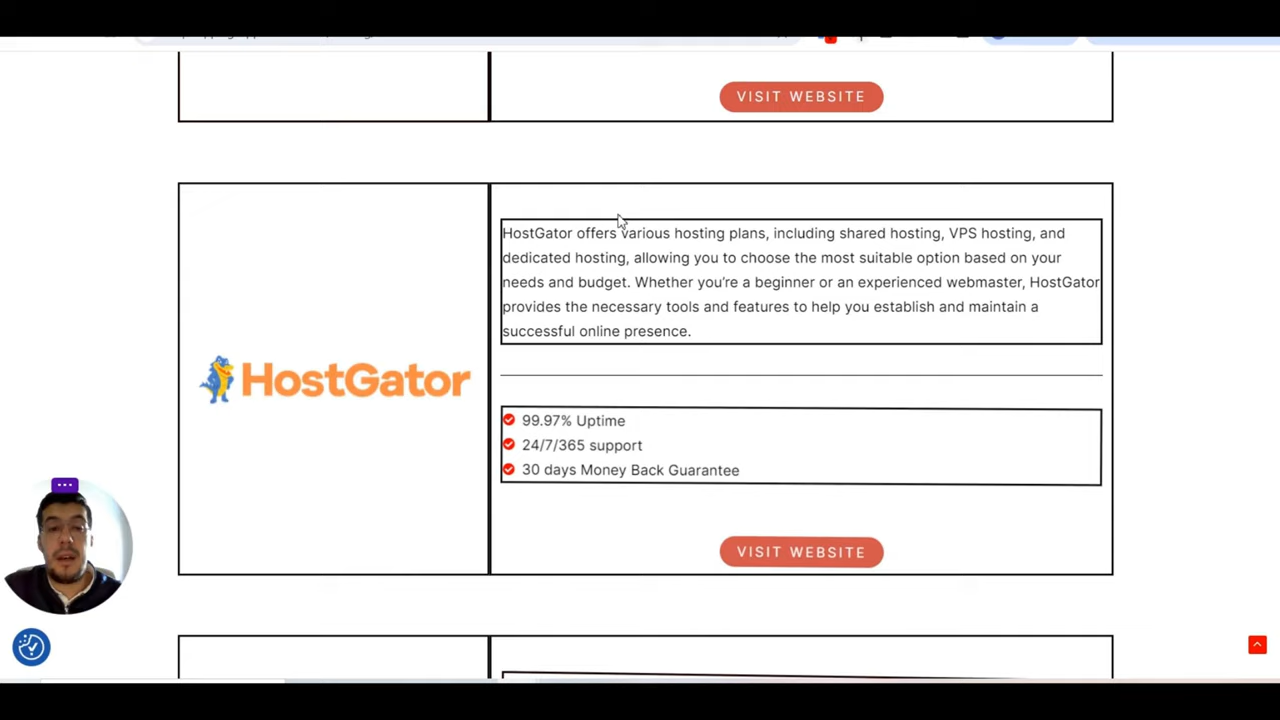 VISIT WEBSITE
HostGator offers various hosting plans, including shared hosting, VPS hosting, and
dedicated hosting, allowing you to choose the most suitable option based on your
needs and budget. Whether you're a beginner or an experienced webmaster, HostGator
provides the necessary tools and features to help you establish and maintain a
successful online presence.
HostGator
99.97% Uptime
24/7/365 support
30 days Money Back Guarantee
VISIT WEBSITE